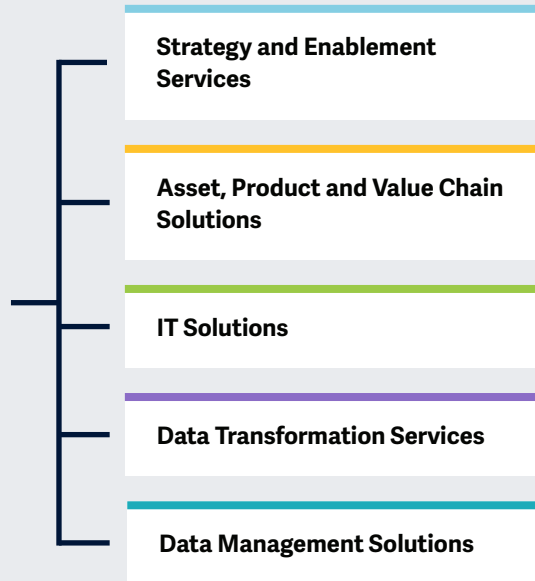 Strategy and Enablement
Services
Asset, Product and Value Chain
Solutions
IT Solutions
Data Transformation Services
Data Management Solutions